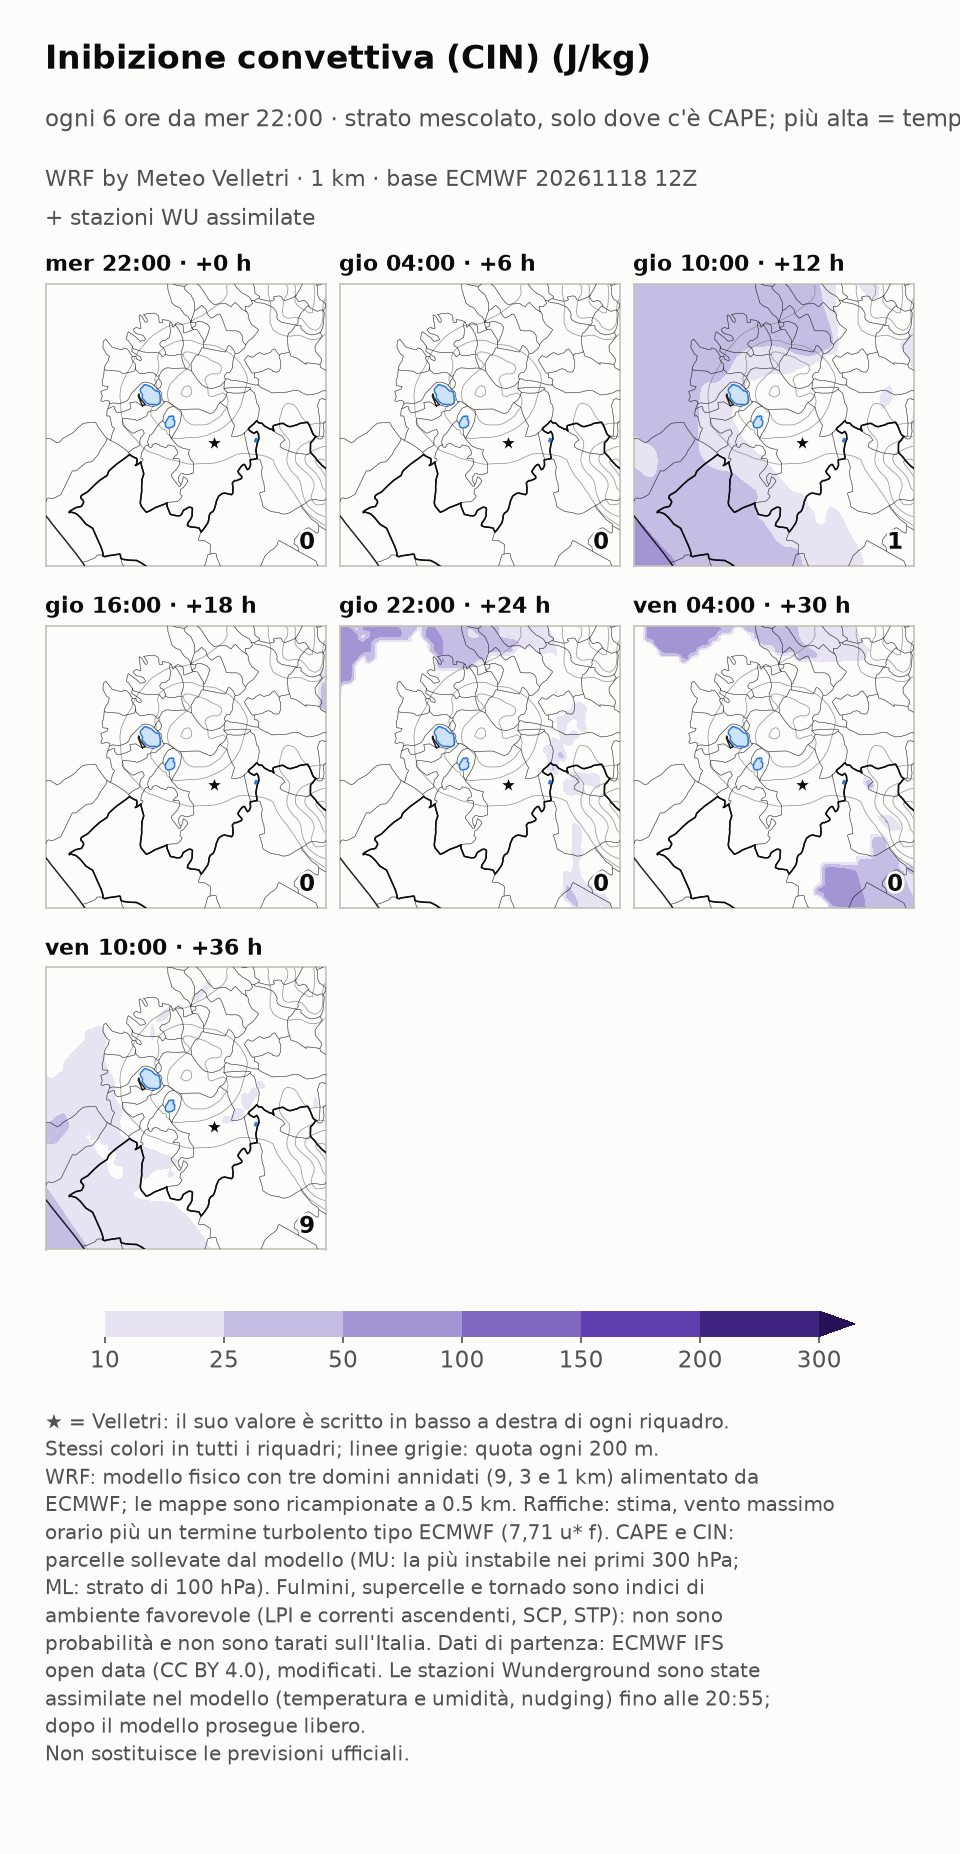 Inibizione convettiva (CIN) (J/kg)
ogni 6 ore da mer 22:00 · strato mescolato, solo dove c'è CAPE; più alta = temp
WRF by Meteo Velletri · 1 km · base ECMWF 20261118 12Z
+ stazioni WU assimilate
mer 22:00 · +0 h
gio 04:00 · +6 h
gio 10:00 · +12 h
0
0
1
gio 16:00 · +18 h
gio 22:00 · +24 h
ven 04:00 · +30 h
0
0
0
ven 10:00 · +36 h
9
10 25 50 100 150 200 300
★ = Velletri: il suo valore è scritto in basso a destra di ogni riquadro.
Stessi colori in tutti i riquadri; linee grigie: quota ogni 200 m.
WRF: modello fisico con tre domini annidati (9, 3 e 1 km) alimentato da
ECMWF; le mappe sono ricampionate a 0.5 km. Raffiche: stima, vento massimo
orario più un termine turbolento tipo ECMWF (7,71 u* f). CAPE e CIN:
parcelle sollevate dal modello (MU: la più instabile nei primi 300 hPa;
ML: strato di 100 hPa). Fulmini, supercelle e tornado sono indici di
ambiente favorevole (LPI e correnti ascendenti, SCP, STP): non sono
probabilità e non sono tarati sull'Italia. Dati di partenza: ECMWF IFS
open data (CC BY 4.0), modificati. Le stazioni Wunderground sono state
assimilate nel modello (temperatura e umidità, nudging) fino alle 20:55;
dopo il modello prosegue libero.
Non sostituisce le previsioni ufficiali.